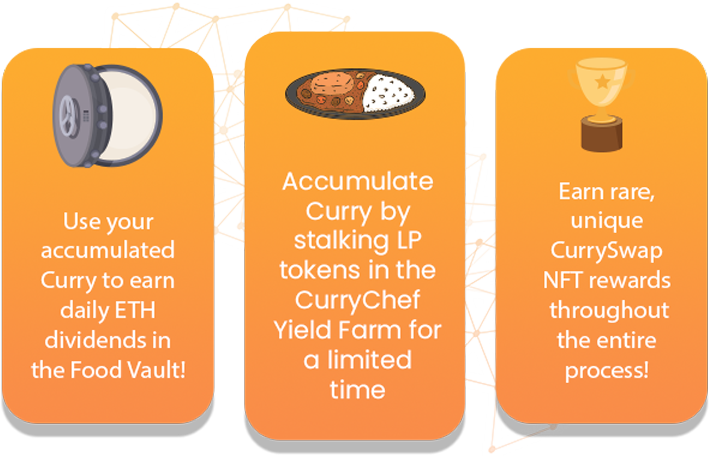 Use your
accumulated
Curry to earn
daily ETH
dividends in
the Food Vault!
Accumulate
Curry by
stalking LP
tokens in the
CurryChef
Yield Farm for
a limited
time
Earn rare,
unique
CurrySwap
NFT rewards
throughout
the entire
process!